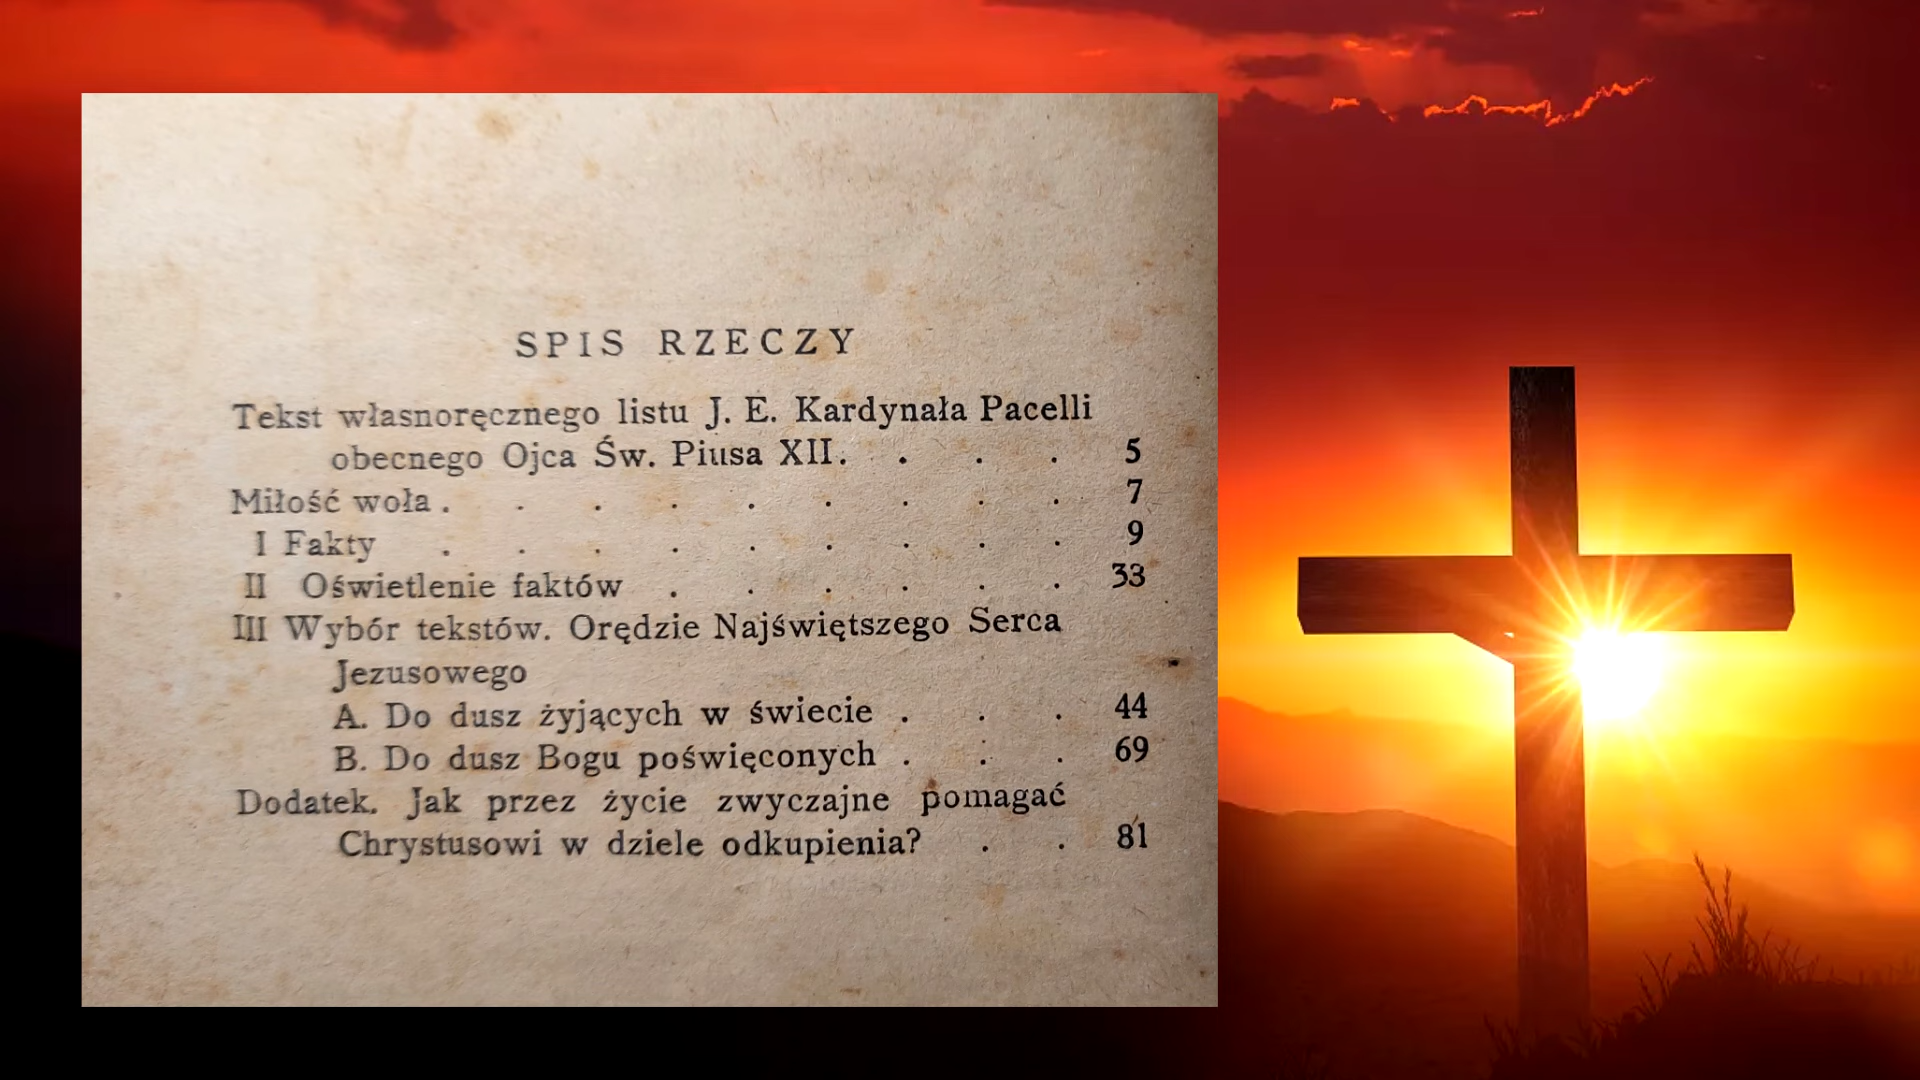 SPIS RZECZY
Tekst własnoręcznego listu J. E. Kardynała Pacelli
obecnego Ojca Św. Piusa XII. . . . 5
Miłość woła . . . . . . . . . 7
I Fakty . . . . . . . . . 9
II Oświetlenie faktów . . . . . . 33
III Wybór tekstów. Orędzie Najświętszego Serca
Jezusowego
A. Do dusz żyjących w świecie . . . 44
B. Do dusz Bogu poświęconych . . . 69
Dodatek. Jak przez życie zwyczajne pomagać
Chrystusowi w dziele odkupienia? . . 81